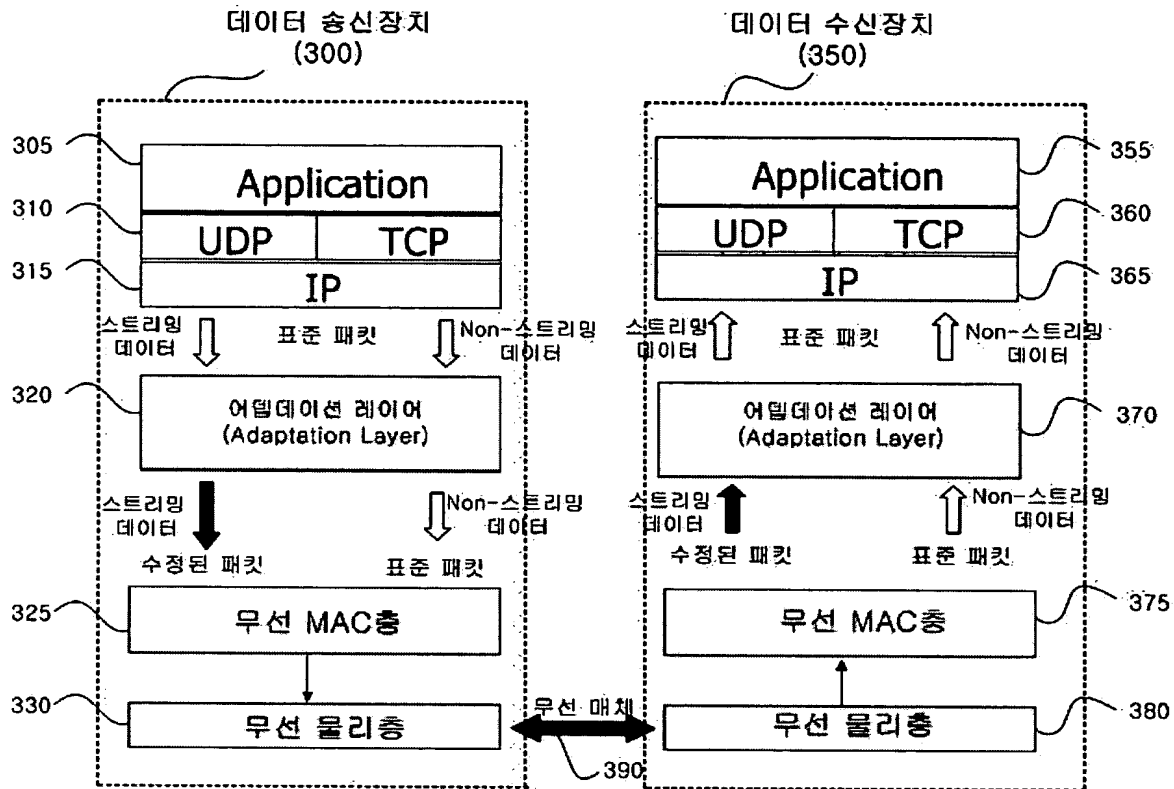 데이터 송신장치
(300)
데이터 수신장치
(350)
305
Application
310
UDP
TCP
315
IP
스트리밍
데이터
표준 패킷
Non-스트리밍
데이터
320
어뎁데이션 레이어
(Adaptation Layer)
스트리밍
데이터
Non-스트리밍
데이터
수정된 패킷
표준 패킷
325
무선 MAC층
330
무선 물리층
무선 매체
390
Application
355
UDP
TCP
360
IP
365
스트리밍
데이터
표준 패킷
Non-스트리밍
데이터
어뎁데이션 레이어
(Adaptation Layer)
370
스트리밍
데이터
Non-스트리밍
데이터
수정된 패킷
표준 패킷
무선 MAC층
375
무선 물리층
380